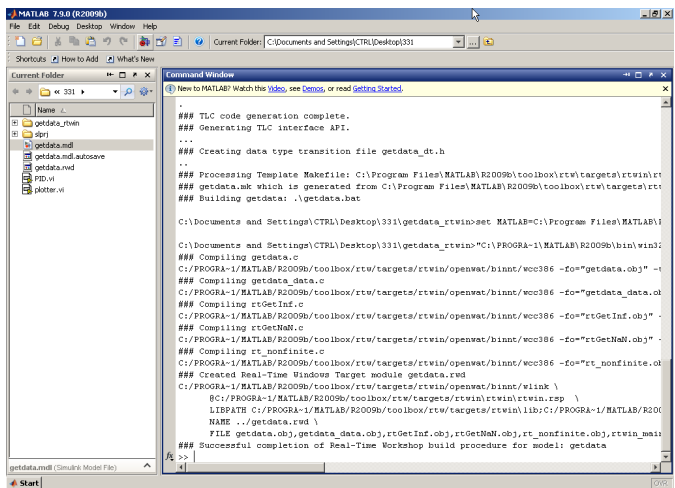 MATLAB 7.9.0 (R2009b)
File Edit Debug Desktop Window Help
Current Folder: C:\Documents and Settings\CTRL\Desktop\331
Shortcuts How to Add What's New
Current Folder
« 331
Name
getdata_rtwin
slprj
getdata.mdl
getdata.mdl.autosave
getdata.rwd
PID.vi
plotter.vi
getdata.mdl (Simulink Model File)
Command Window
New to MATLAB? Watch this Video, see Demos, or read Getting Started.
.
### TLC code generation complete.
### Generating TLC interface API.
...
### Creating data type transition file getdata_dt.h
..
### Processing Template Makefile: C:\Program Files\MATLAB\R2009b\toolbox\rtw\targets\rtwin\rt
### getdata.mk which is generated from C:\Program Files\MATLAB\R2009b\toolbox\rtw\targets\rt
### Building getdata: .\getdata.bat
C:\Documents and Settings\CTRL\Desktop\331\getdata_rtwin>set MATLAB=C:\Program Files\MATLAB\
C:\Documents and Settings\CTRL\Desktop\331\getdata_rtwin>"C:\PROGRA~1\MATLAB\R2009b\bin\win32
### Compiling getdata.c
C:/PROGRA~1/MATLAB/R2009b/toolbox/rtw/targets/rtwin/openwat/binnt/wcc386 -fo="getdata.obj"
### Compiling getdata_data.c
C:/PROGRA~1/MATLAB/R2009b/toolbox/rtw/targets/rtwin/openwat/binnt/wcc386 -fo="getdata_data.ob
### Compiling rtGetInf.c
C:/PROGRA~1/MATLAB/R2009b/toolbox/rtw/targets/rtwin/openwat/binnt/wcc386 -fo="rtGetInf.obj" -
### Compiling rtGetNaN.c
C:/PROGRA~1/MATLAB/R2009b/toolbox/rtw/targets/rtwin/openwat/binnt/wcc386 -fo="rtGetNaN.obj" -
### Compiling rt_nonfinite.c
C:/PROGRA~1/MATLAB/R2009b/toolbox/rtw/targets/rtwin/openwat/binnt/wcc386 -fo="rt_nonfinite.ob
### Created Real-Time Windows Target module getdata.rwd
C:/PROGRA~1/MATLAB/R2009b/toolbox/rtw/targets/rtwin/openwat/binnt/wlink \
@C:/PROGRA~1/MATLAB/R2009b/toolbox/rtw/targets/rtwin\rtwin\rtwin.rsp \
LIBPATH C:/PROGRA~1/MATLAB/R2009b/toolbox/rtw/targets/rtwin\lib;C:/PROGRA~1/MATLAB/R200
NAME ../getdata.rwd \
FILE getdata.obj,getdata_data.obj,rtGetInf.obj,rtGetNaN.obj,rt_nonfinite.obj,rtwin_mai
### Successful completion of Real-Time Workshop build procedure for model: getdata
fx >>
Start
OVR